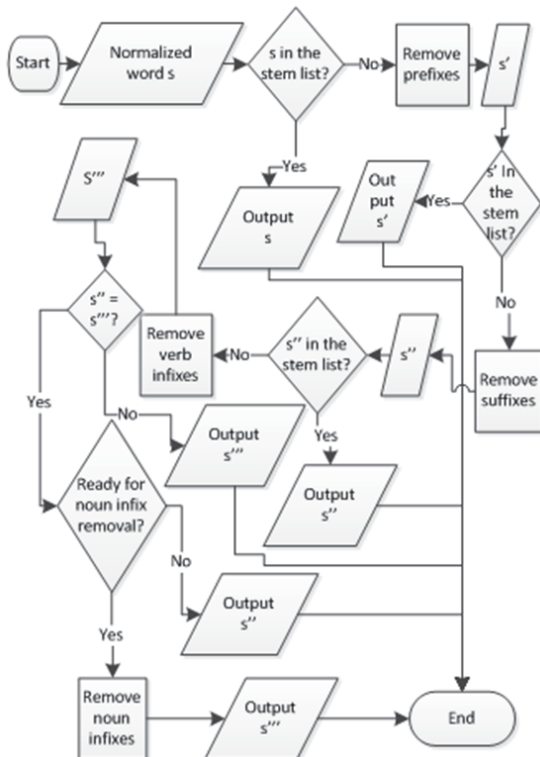 Start
Normalized
word s
s in the
stem list?
No
Remove
prefixes
s'
Yes
Output
s
s' In
the
stem
list?
Yes
Out
put
s'
No
Remove
suffixes
s''
s'' in the
stem list?
Yes
Output
s''
No
Remove
verb
infixes
S'''
s'' =
s'''?
No
Output
s'''
Yes
Ready for
noun infix
removal?
No
Output
s''
Yes
Remove
noun
infixes
Output
s'''
End